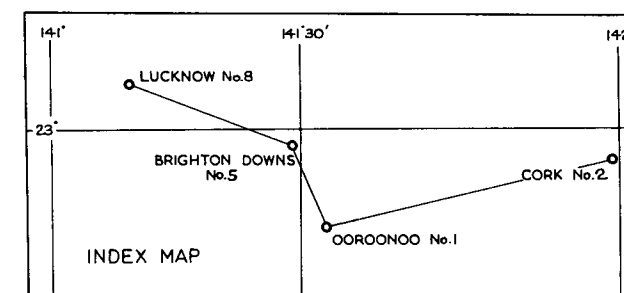 141° 141°30′ 142
LUCKNOW No.8
23°
BRIGHTON DOWNS
No.5
CORK No.2
OOROONOO No.1
INDEX MAP